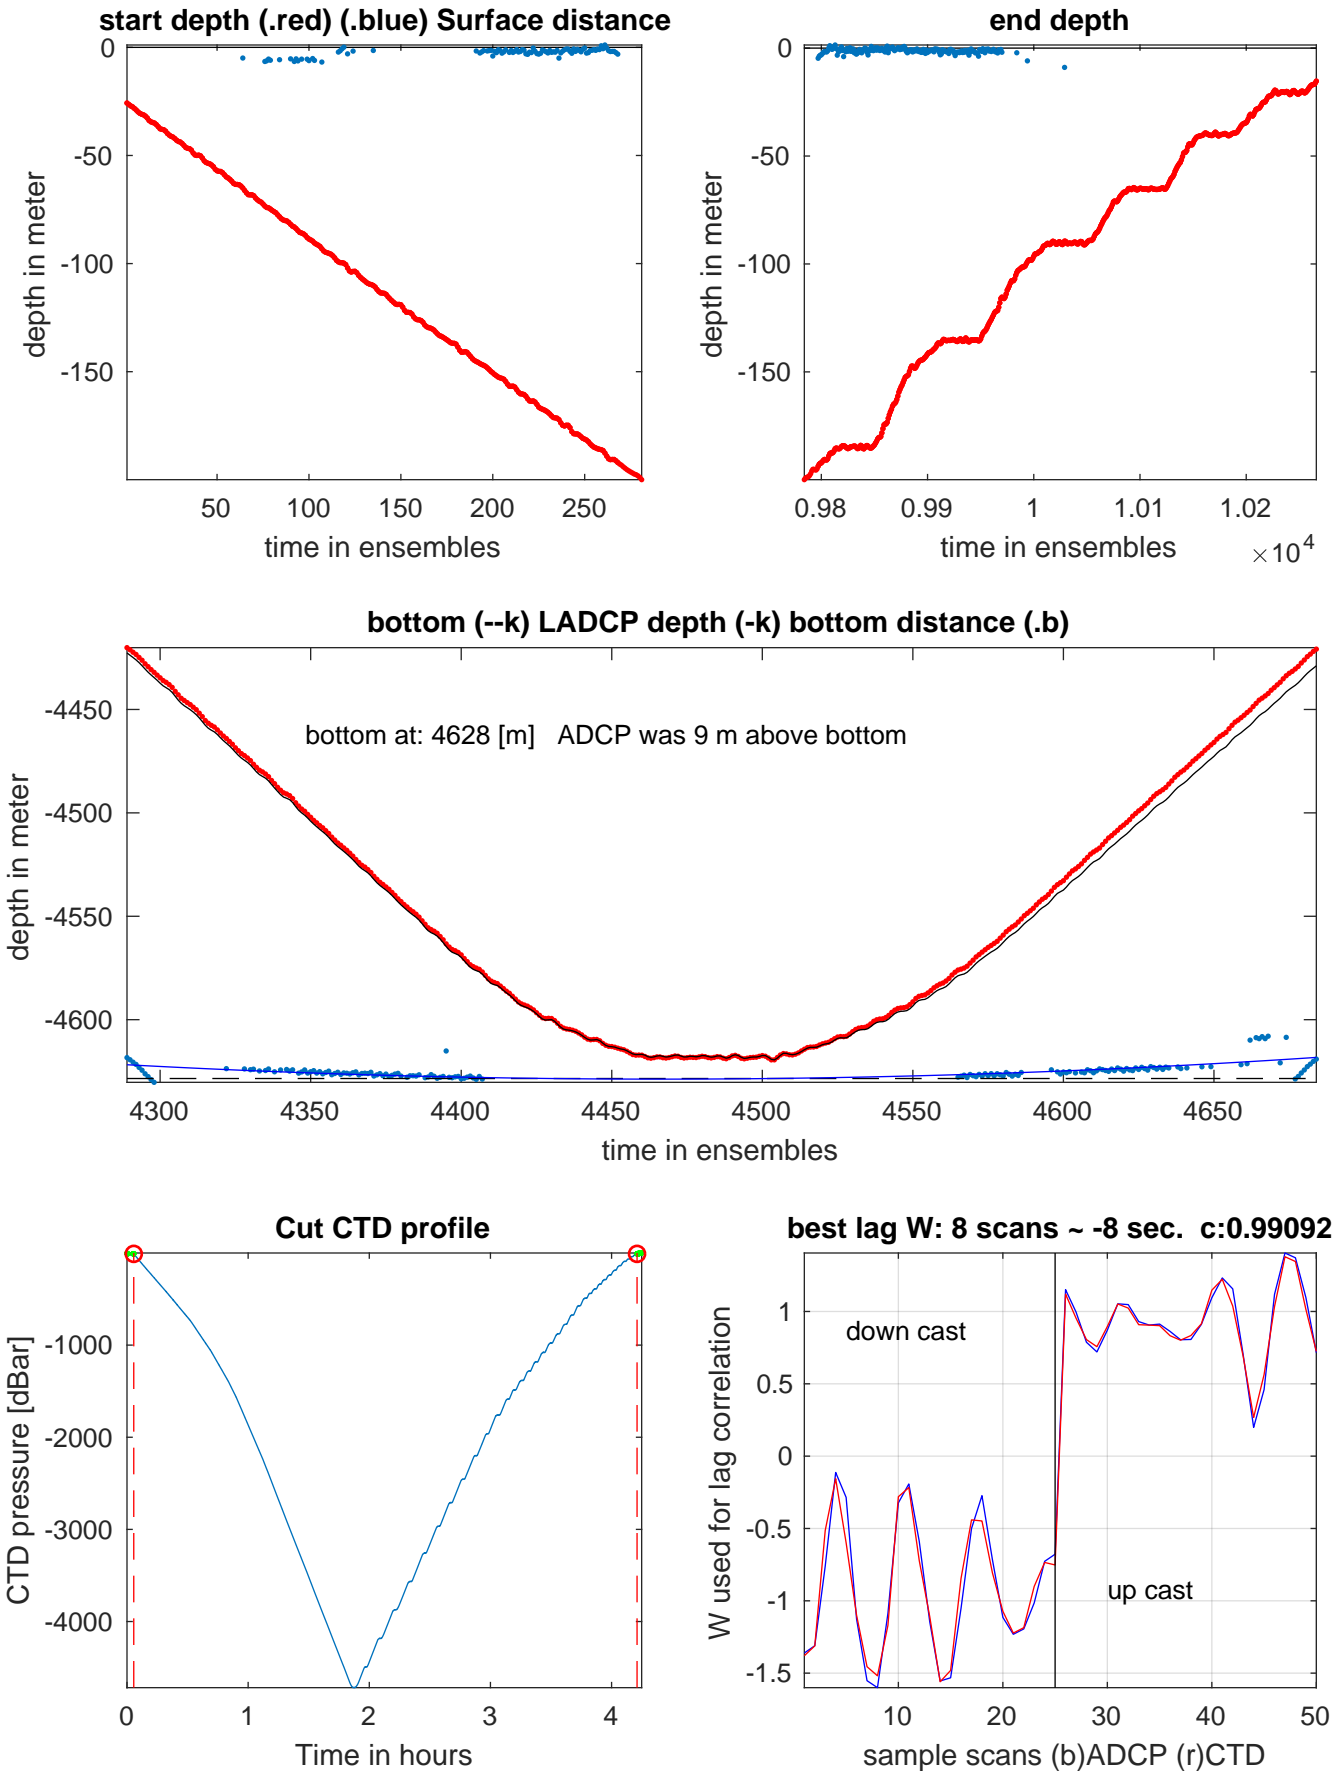 start depth (.red) (.blue) Surface distance
0
-50
-100
-150
depth in meter
50 100 150 200 250
time in ensembles
end depth
0
-50
-100
-150
depth in meter
0.98 0.99 1 1.01 1.02
time in ensembles
×10^4
bottom (--k) LADCP depth (-k) bottom distance (.b)
bottom at: 4628 [m] ADCP was 9 m above bottom
-4450
-4500
-4550
-4600
depth in meter
4300 4350 4400 4450 4500 4550 4600 4650
time in ensembles
Cut CTD profile
-1000
-2000
-3000
-4000
CTD pressure [dBar]
0 1 2 3 4
Time in hours
best lag W: 8 scans ~ -8 sec. c:0.99092
down cast
up cast
1
0.5
0
-0.5
-1
-1.5
W used for lag correlation
10 20 30 40 50
sample scans (b)ADCP (r)CTD